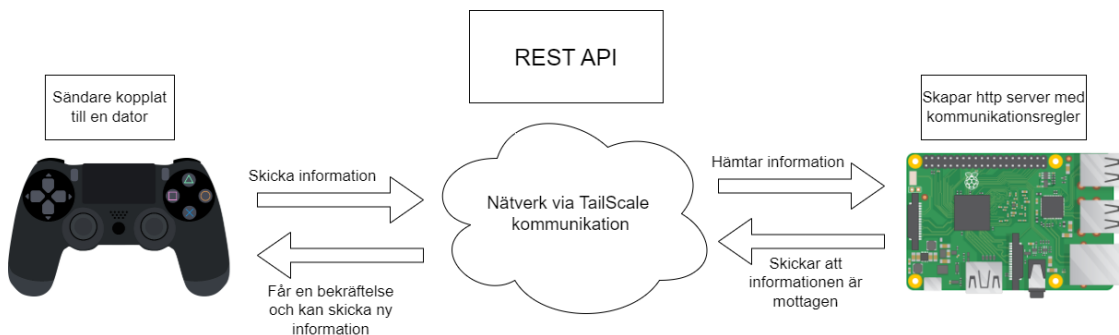 REST API
Sändare kopplat
till en dator
Skapar http server med
kommunikationsregler
Skicka information
Hämtar information
Nätverk via TailScale
kommunikation
Får en bekräftelse
och kan skicka ny
information
Skickar att
informationen är
mottagen